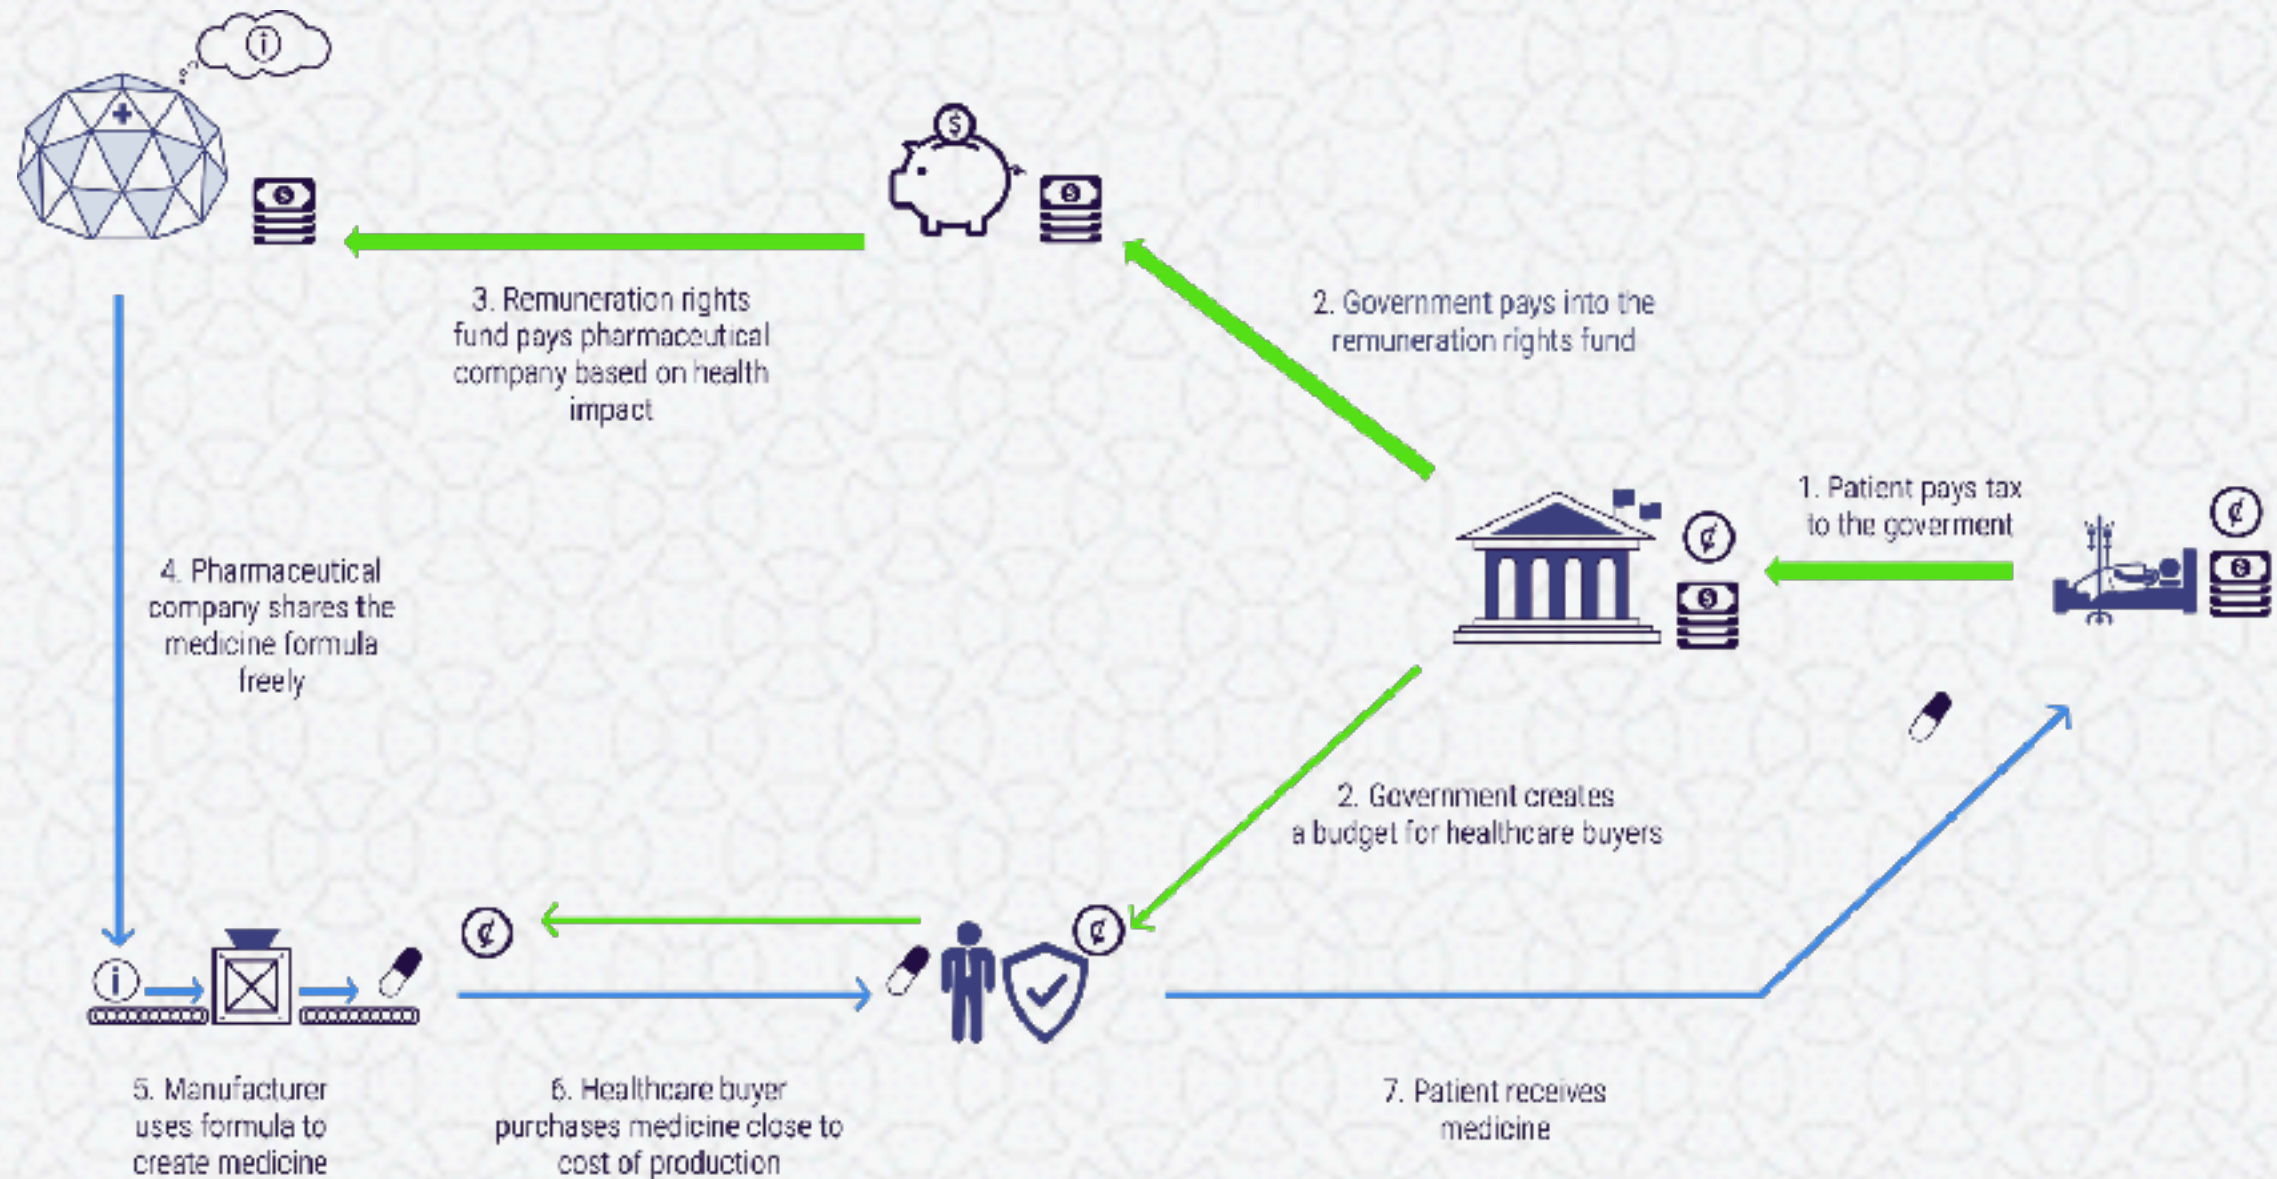 3. Remuneration rights
fund pays pharmaceutical
company based on health
impact
2. Government pays into the
remuneration rights fund
1. Patient pays tax
to the goverment
4. Pharmaceutical
company shares the
medicine formula
freely
2. Government creates
a budget for healthcare buyers
5. Manufacturer
uses formula to
create medicine
6. Healthcare buyer
purchases medicine close to
cost of production
7. Patient receives
medicine